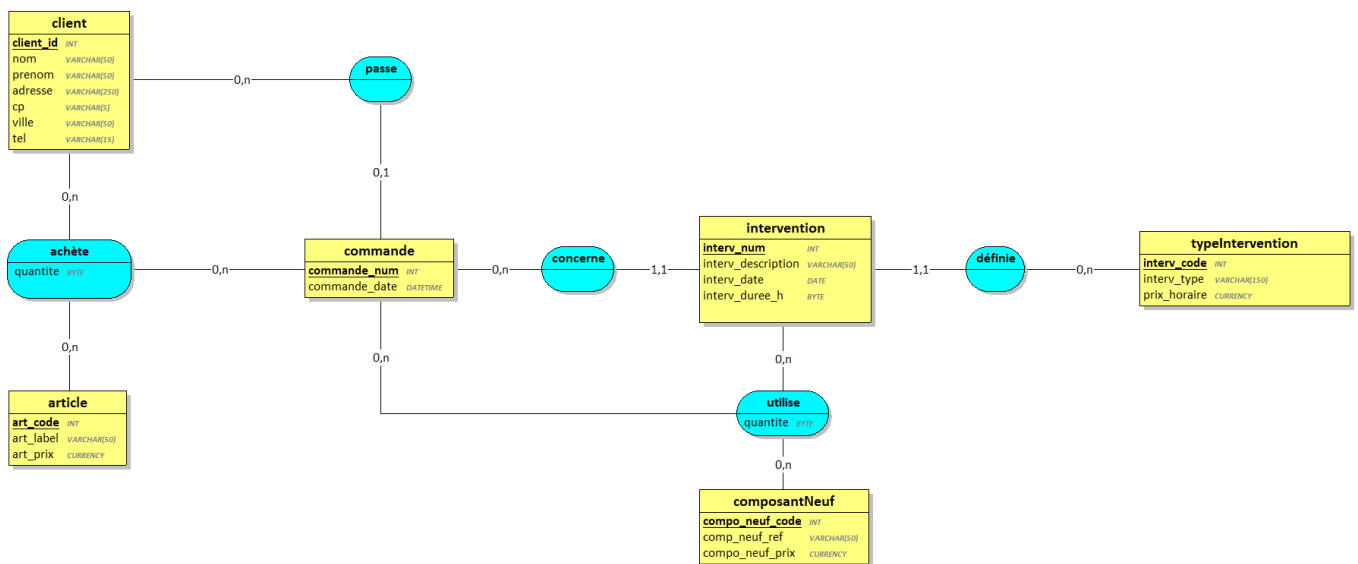 client
client_id INT
nom VARCHAR(50)
prenom VARCHAR(50)
adresse VARCHAR(250)
cp VARCHAR(5)
ville VARCHAR(50)
tel VARCHAR(15)
0,n
passe
0,1
0,n
achète
quantite BYTE
0,n
commande
commande_num INT
commande_date DATETIME
0,n
concerne
1,1
intervention
interv_num INT
interv_description VARCHAR(50)
interv_date DATE
interv_duree_h BYTE
1,1
définie
0,n
typeIntervention
interv_code INT
interv_type VARCHAR(150)
prix_horaire CURRENCY
0,n
0,n
0,n
article
art_code INT
art_label VARCHAR(50)
art_prix CURRENCY
utilise
quantite BYTE
0,n
composantNeuf
compo_neuf_code INT
comp_neuf_ref VARCHAR(50)
compo_neuf_prix CURRENCY